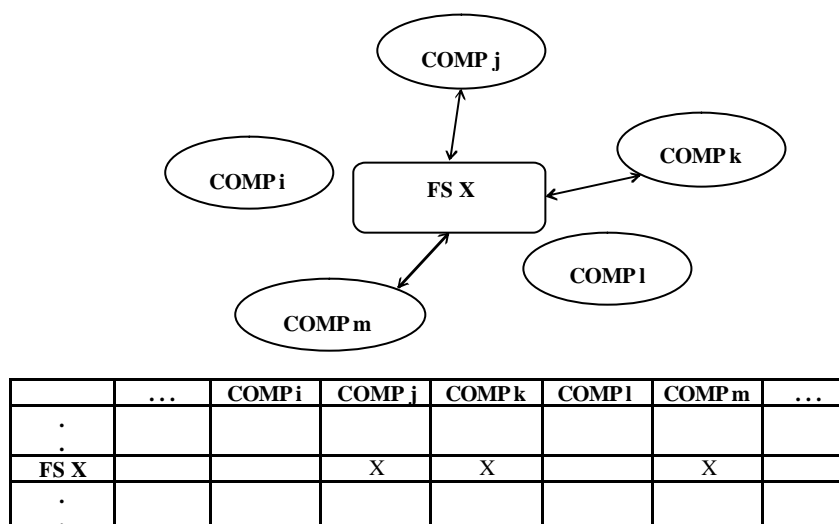 COMP j
COMP k
COMP i
FS X
COMP l
COMP m
... COMP i COMP j COMP k COMP l COMP m ...
.
.
FS X X X X
.
.